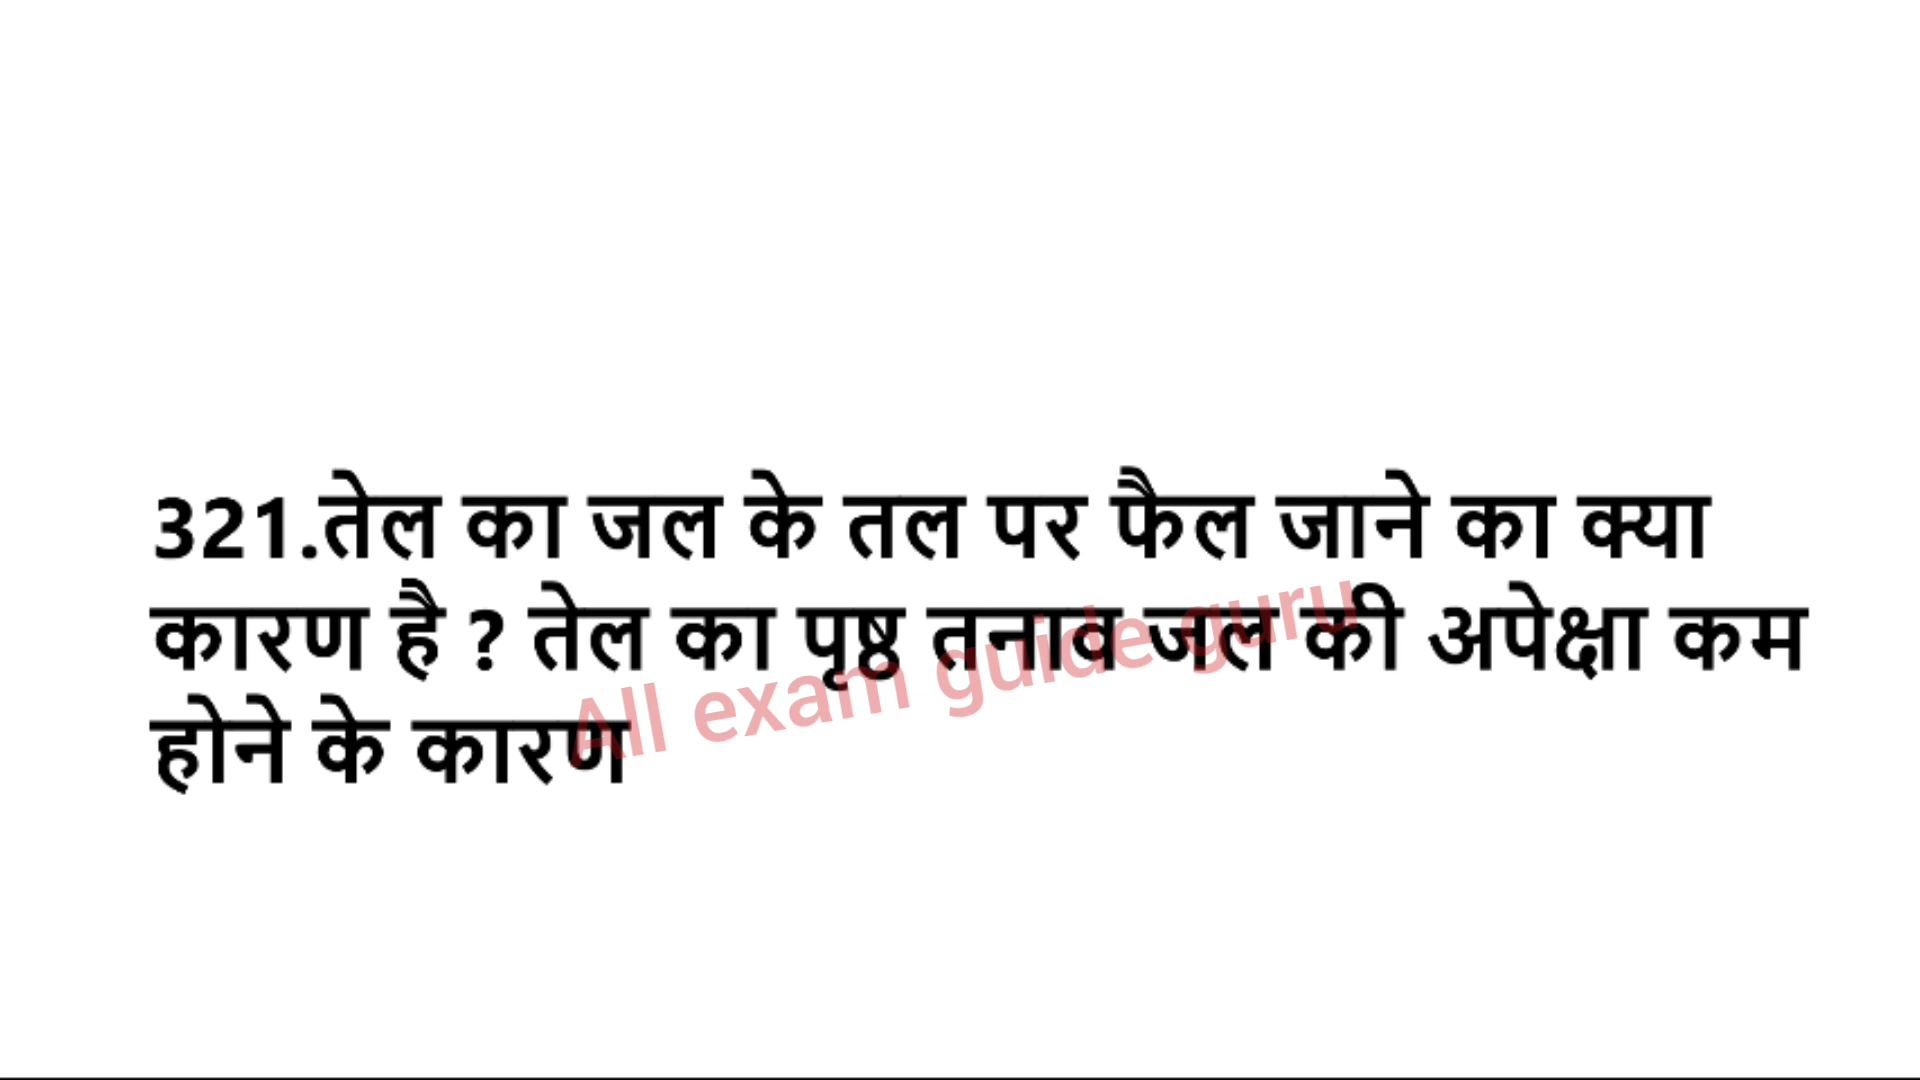 321.तेल का जल के तल पर फैल जाने का क्या
कारण है ? तेल का पृष्ठ तनाव जल की अपेक्षा कम
होने के कारण
All exam guide guru